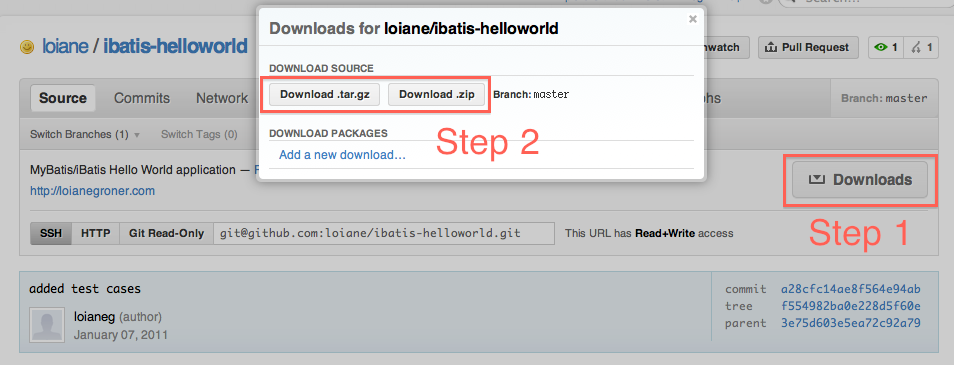 Search...
loiane / ibatis-helloworld
nwatch
Pull Request
1
1
Downloads for loiane/ibatis-helloworld
×
DOWNLOAD SOURCE
Download .tar.gz
Download .zip
Branch: master
Step 2
DOWNLOAD PACKAGES
Add a new download...
Source
Commits
Network
hs
Branch: master
Switch Branches (1)
Switch Tags (0)
MyBatis/iBatis Hello World application —
http://loianegroner.com
Downloads
Step 1
SSH
HTTP
Git Read-Only
git@github.com:loiane/ibatis-helloworld.git
This URL has Read+Write access
added test cases
loianeg (author)
January 07, 2011
commit a28cfc14ae8f564e94ab
tree f554982ba0e228d5f60e
parent 3e75d603e5ea72c92a79